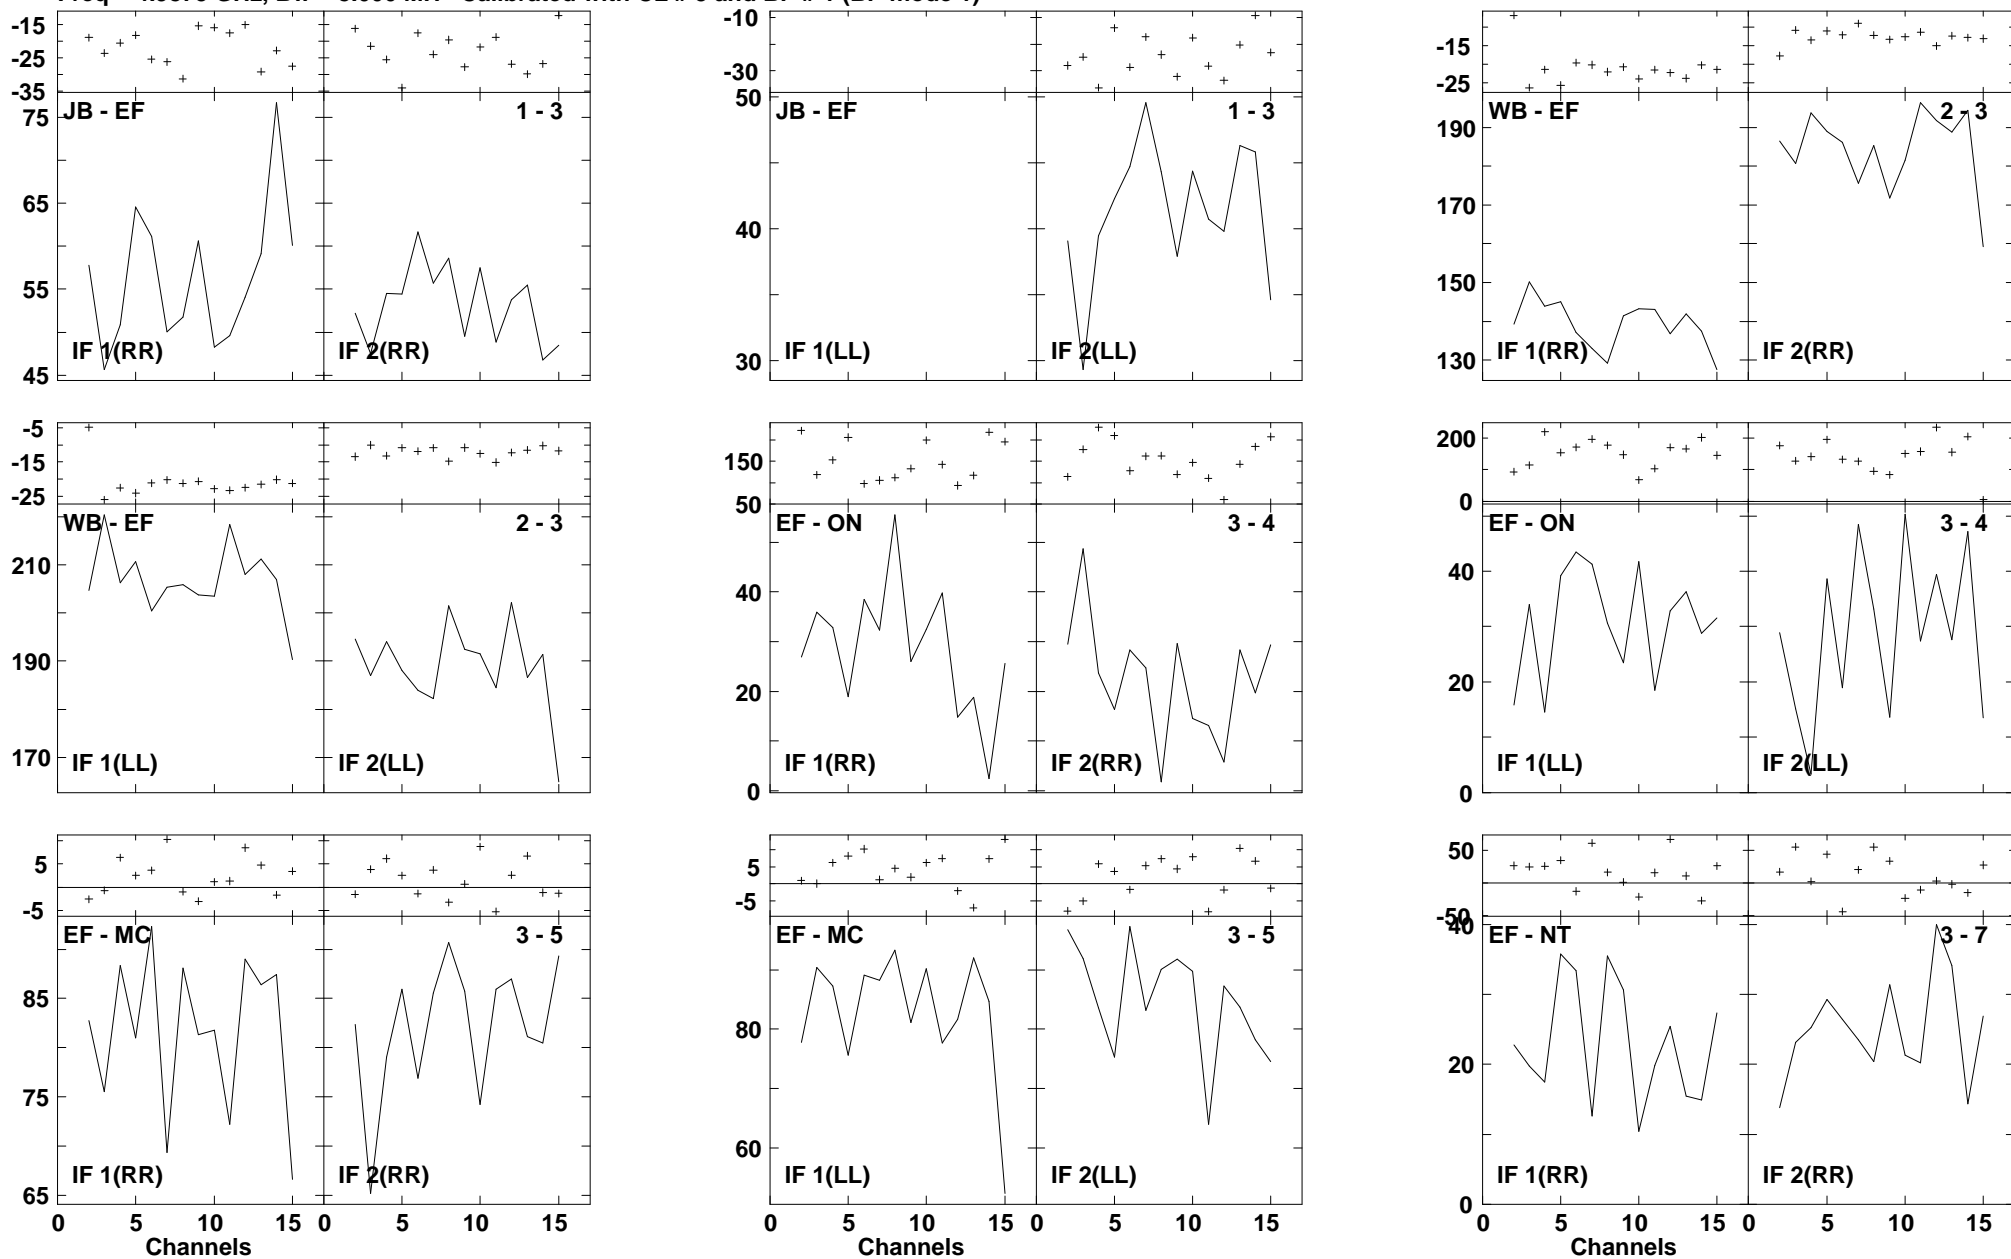 -15 -10
-25 -30 -15
-35 -25
75 JB - EF 1 - 3 50 JB - EF 1 - 3 190 WB - EF 2 - 3
65 40 170
55 150
IF 1(RR) IF 2(RR) 30 IF 1(LL) IF 2(LL) 130 IF 1(RR) IF 2(RR)
45
-5 200
-15 150
-25 50 0
WB - EF 2 - 3 EF - ON 3 - 4 EF - ON 3 - 4
210 40 40
190 20 20
170 IF 1(LL) IF 2(LL) IF 1(RR) IF 2(RR) IF 1(LL) IF 2(LL)
0 0
5 5 50
-5 -5 -50
EF - MC 3 - 5 EF - MC 3 - 5 40 EF - NT 3 - 7
85 80 20
75 60
IF 1(RR) IF 2(RR) IF 1(LL) IF 2(LL) IF 1(RR) IF 2(RR)
65 0
0 5 10 15 0 5 10 15 0 5 10 15 0 5 10 15 0 5 10 15 0 5 10 15
Channels Channels Channels